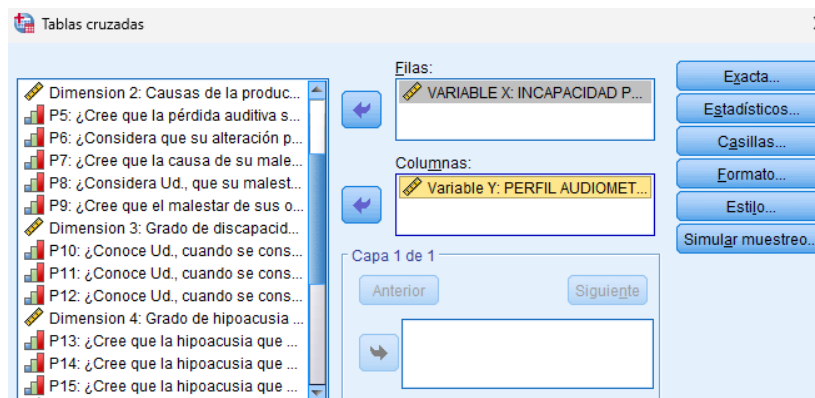 Tablas cruzadas
Dimension 2: Causas de la produc...
P5: ¿Cree que la pérdida auditiva s...
P6: ¿Considera que su alteración p...
P7: ¿Cree que la causa de su male...
P8: ¿Considera Ud., que su malest...
P9: ¿Cree que el malestar de sus o...
Dimension 3: Grado de discapacid...
P10: ¿Conoce Ud., cuando se cons...
P11: ¿Conoce Ud., cuando se cons...
P12: ¿Conoce Ud., cuando se cons...
Dimension 4: Grado de hipoacusia ...
P13: ¿Cree que la hipoacusia que ...
P14: ¿Cree que la hipoacusia que ...
P15: ¿Cree que la hipoacusia que ...
Filas:
VARIABLE X: INCAPACIDAD P...
Columnas:
Variable Y: PERFIL AUDIOMET...
Capa 1 de 1
Anterior
Siguiente
Exacta...
Estadísticos...
Casillas...
Formato...
Estilo...
Simular muestreo...